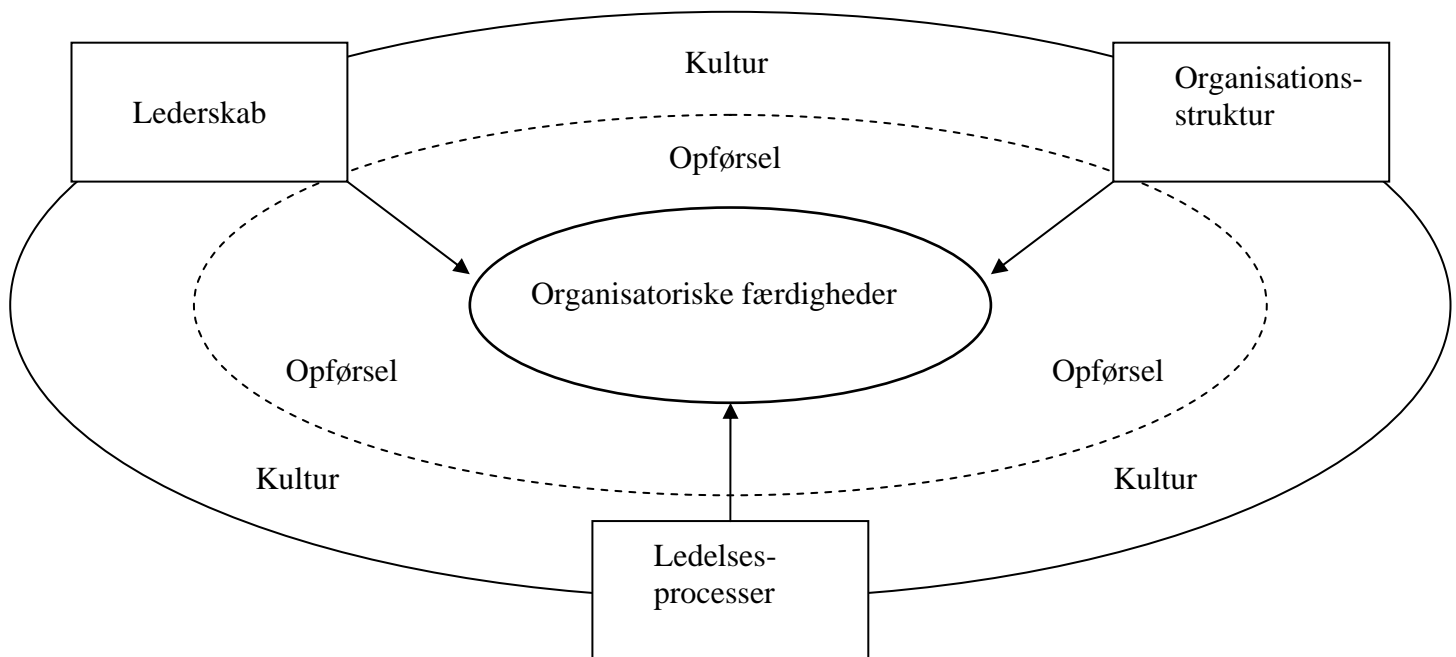 Kultur
Lederskab
Organisations-
struktur
Opførsel
Organisatoriske færdigheder
Opførsel
Opførsel
Kultur
Kultur
Ledelses-
processer